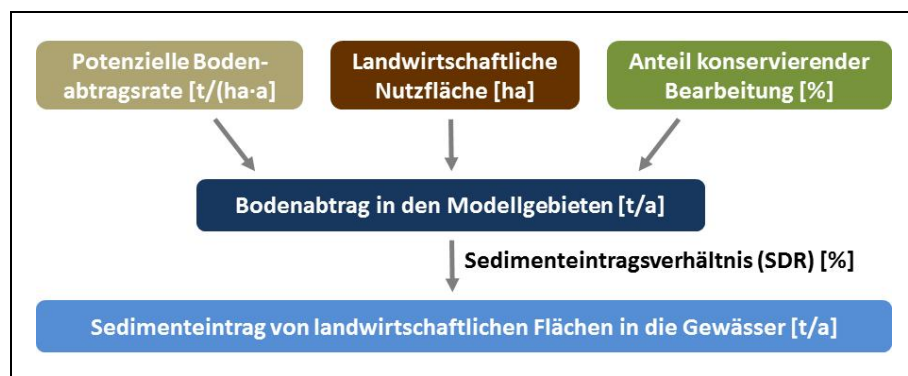 Potenzielle Boden-
abtragsrate [t/(ha·a]
Landwirtschaftliche
Nutzfläche [ha]
Anteil konservierender
Bearbeitung [%]
Bodenabtrag in den Modellgebieten [t/a]
Sedimenteintragsverhältnis (SDR) [%]
Sedimenteintrag von landwirtschaftlichen Flächen in die Gewässer [t/a]